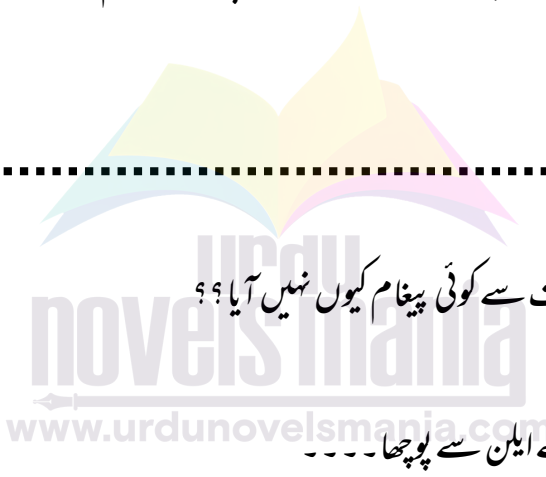 سے کوئی پیغام کیوں نہیں آیا ؟؟
urdu
novels mania
www.urdunovelsmania.com
ایلن سے پوچھا۔۔۔۔